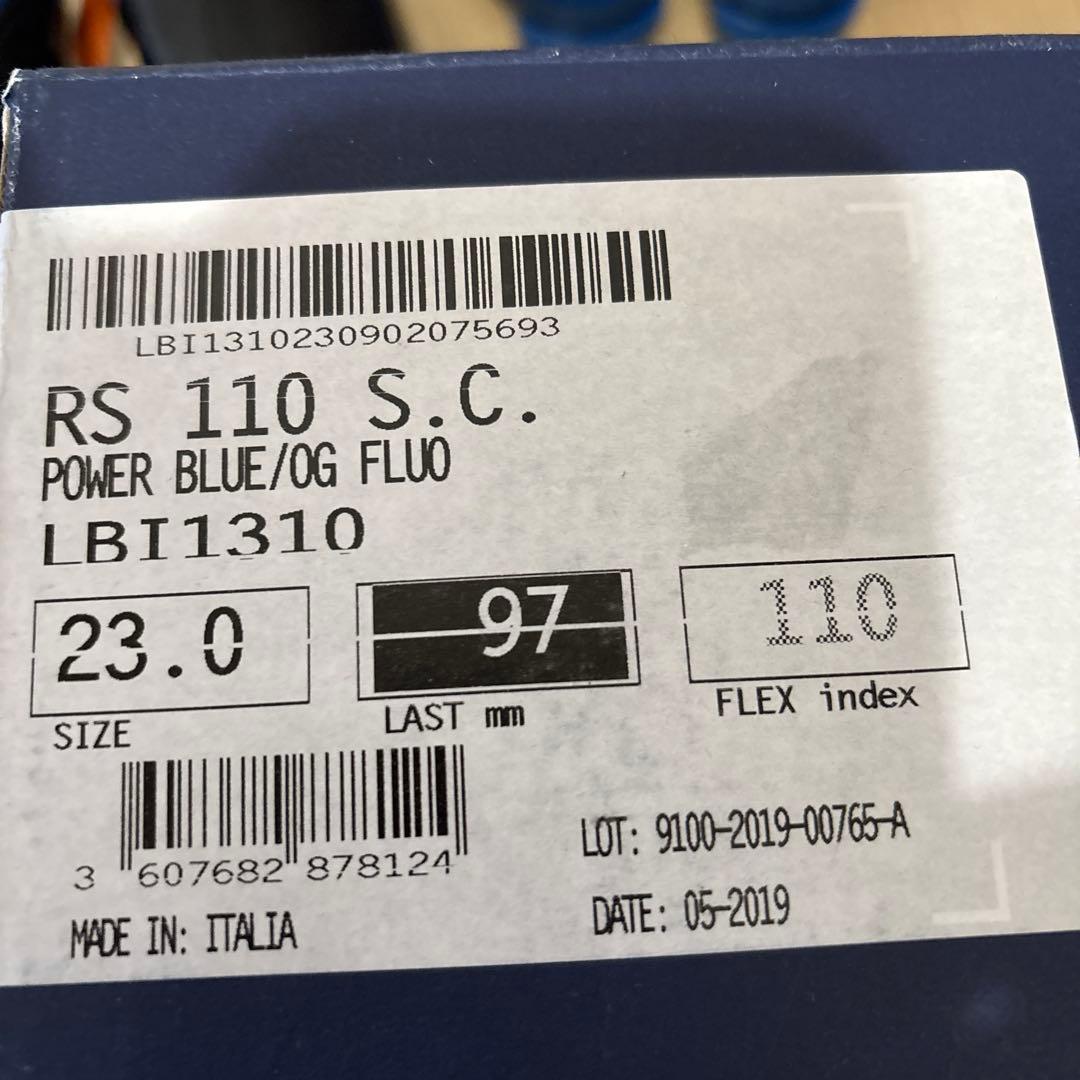 LBI1310230902075693
RS 110 S.C.
POWER BLUE/OG FLUO
LBI1310
23.0 97 110
SIZE LAST mm FLEX index
3 607682 878124
LOT: 9100-2019-00765-A
MADE IN: ITALIA
DATE: 05-2019